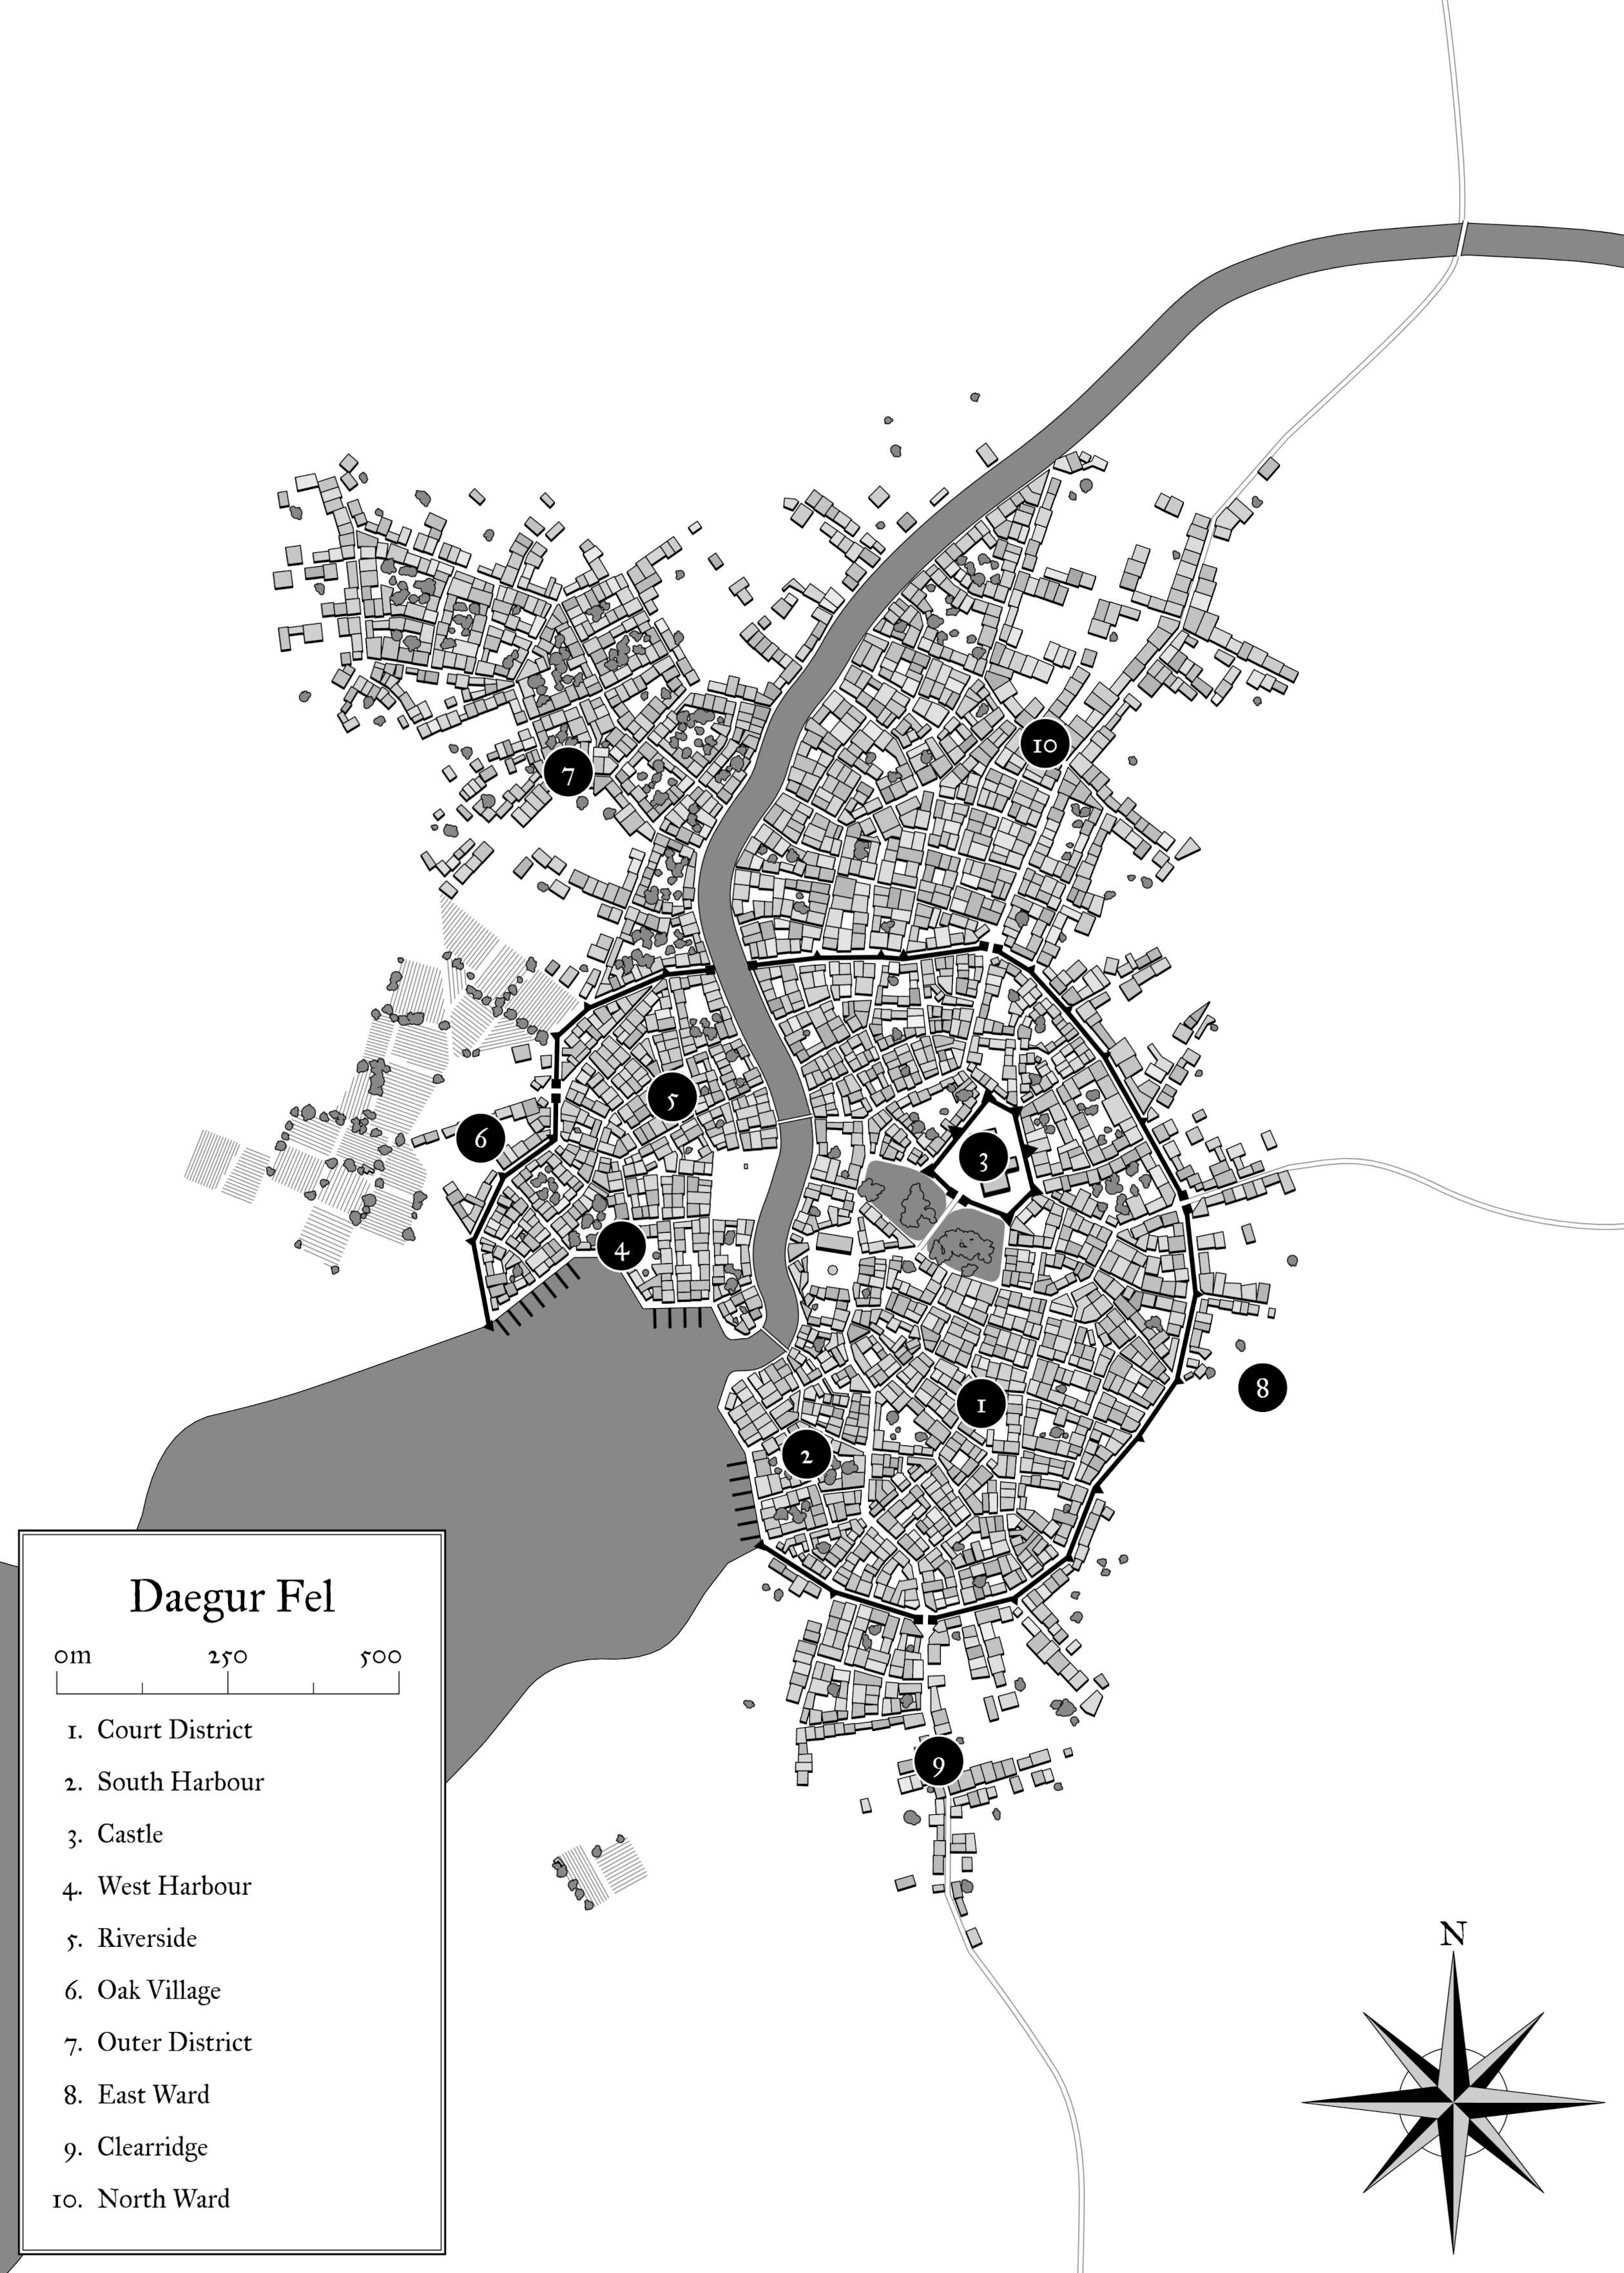 10
7
5
6
3
4
8
1
2
9
Daegur Fel
0m 250 500
1. Court District
2. South Harbour
3. Castle
4. West Harbour
5. Riverside
6. Oak Village
7. Outer District
8. East Ward
9. Clearridge
10. North Ward
N